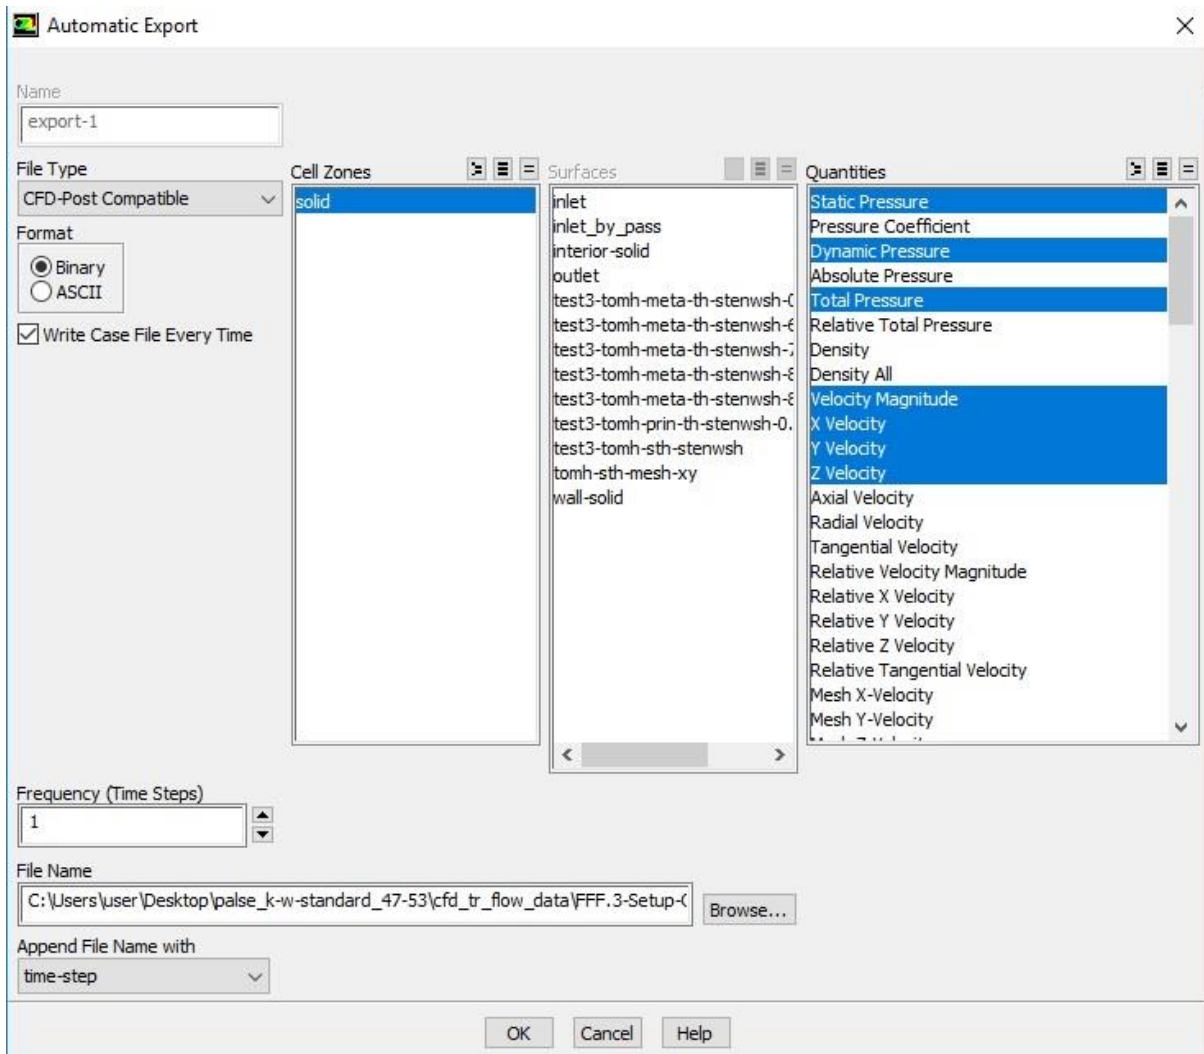 Automatic Export
Name
export-1
File Type
CFD-Post Compatible
Format
Binary
ASCII
Write Case File Every Time
Cell Zones
solid
Surfaces
inlet
inlet_by_pass
interior-solid
outlet
test3-tomh-meta-th-stenwsh-0
test3-tomh-meta-th-stenwsh-6
test3-tomh-meta-th-stenwsh-7
test3-tomh-meta-th-stenwsh-8
test3-tomh-meta-th-stenwsh-8
test3-tomh-prin-th-stenwsh-0.
test3-tomh-sth-stenwsh
tomh-sth-mesh-xy
wall-solid
Quantities
Static Pressure
Pressure Coefficient
Dynamic Pressure
Absolute Pressure
Total Pressure
Relative Total Pressure
Density
Density All
Velocity Magnitude
X Velocity
Y Velocity
Z Velocity
Axial Velocity
Radial Velocity
Tangential Velocity
Relative Velocity Magnitude
Relative X Velocity
Relative Y Velocity
Relative Z Velocity
Relative Tangential Velocity
Mesh X-Velocity
Mesh Y-Velocity
Frequency (Time Steps)
1
File Name
C:\Users\user\Desktop\palse_k-w-standard_47-53\cfd_tr_flow_data\FFF.3-Setup-
Browse...
Append File Name with
time-step
OK
Cancel
Help